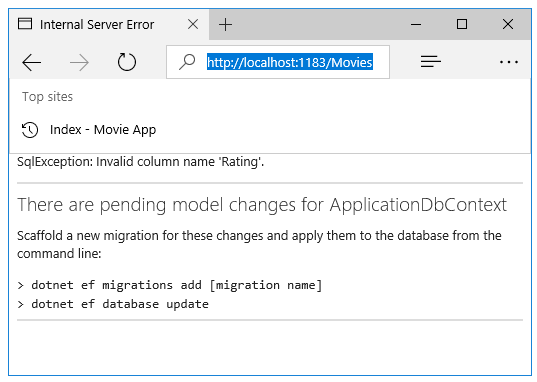 Internal Server Error
http://localhost:1183/Movies
Top sites
Index - Movie App
SqlException: Invalid column name 'Rating'.
There are pending model changes for ApplicationDbContext
Scaffold a new migration for these changes and apply them to the database from the
command line:
> dotnet ef migrations add [migration name]
> dotnet ef database update